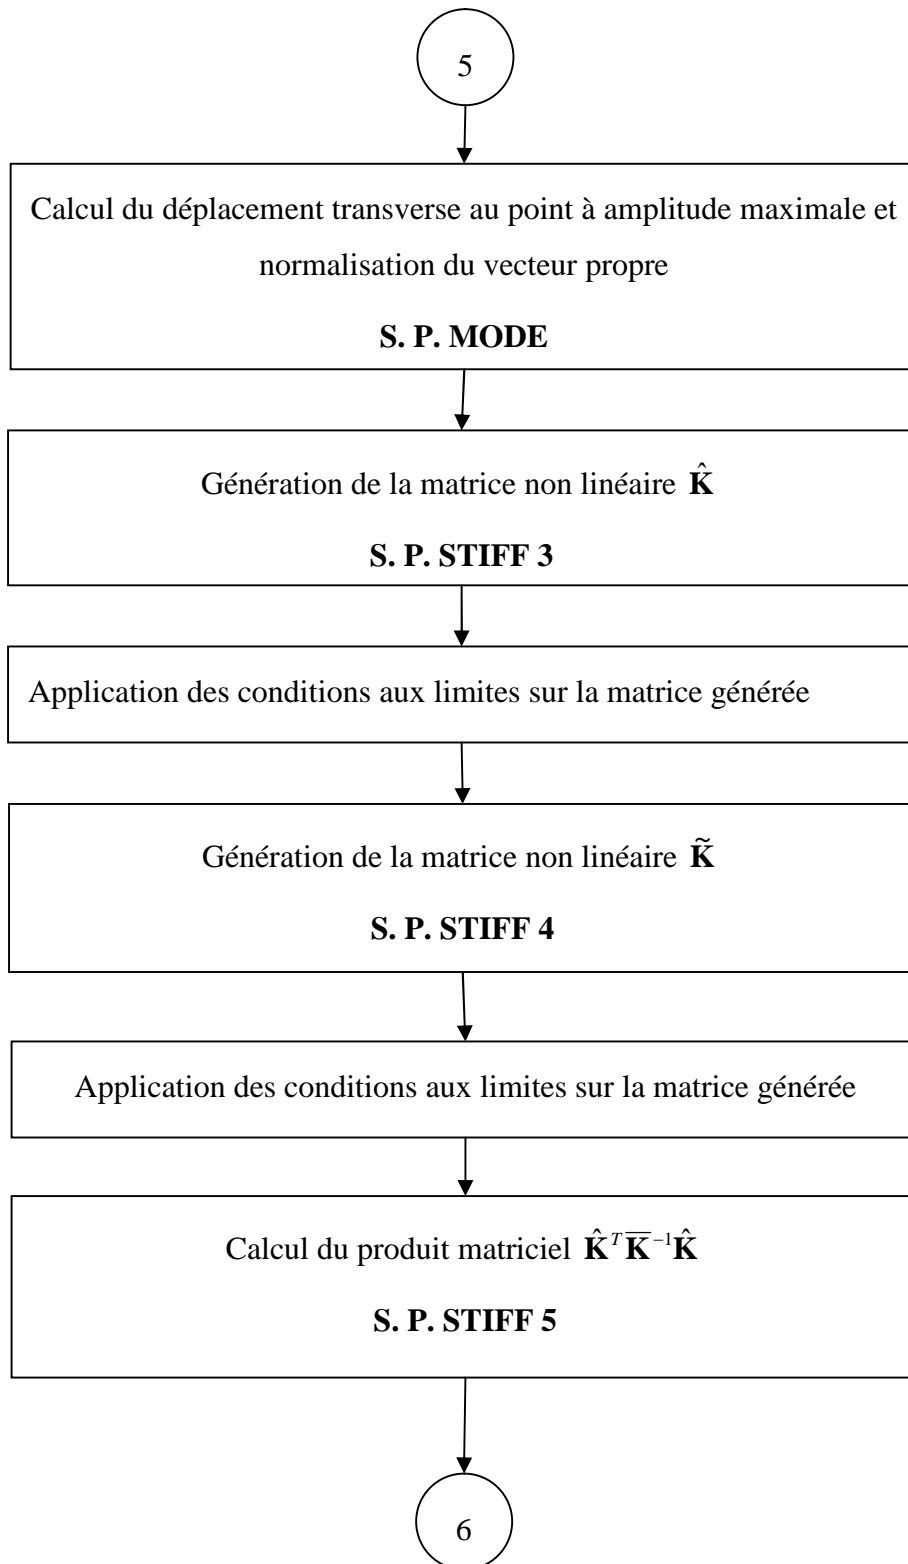 5
Calcul du déplacement transverse au point à amplitude maximale et
normalisation du vecteur propre
S. P. MODE
Génération de la matrice non linéaire K̂
S. P. STIFF 3
Application des conditions aux limites sur la matrice générée
Génération de la matrice non linéaire K̃
S. P. STIFF 4
Application des conditions aux limites sur la matrice générée
Calcul du produit matriciel K̂ᵀK̅⁻¹K̂
S. P. STIFF 5
6